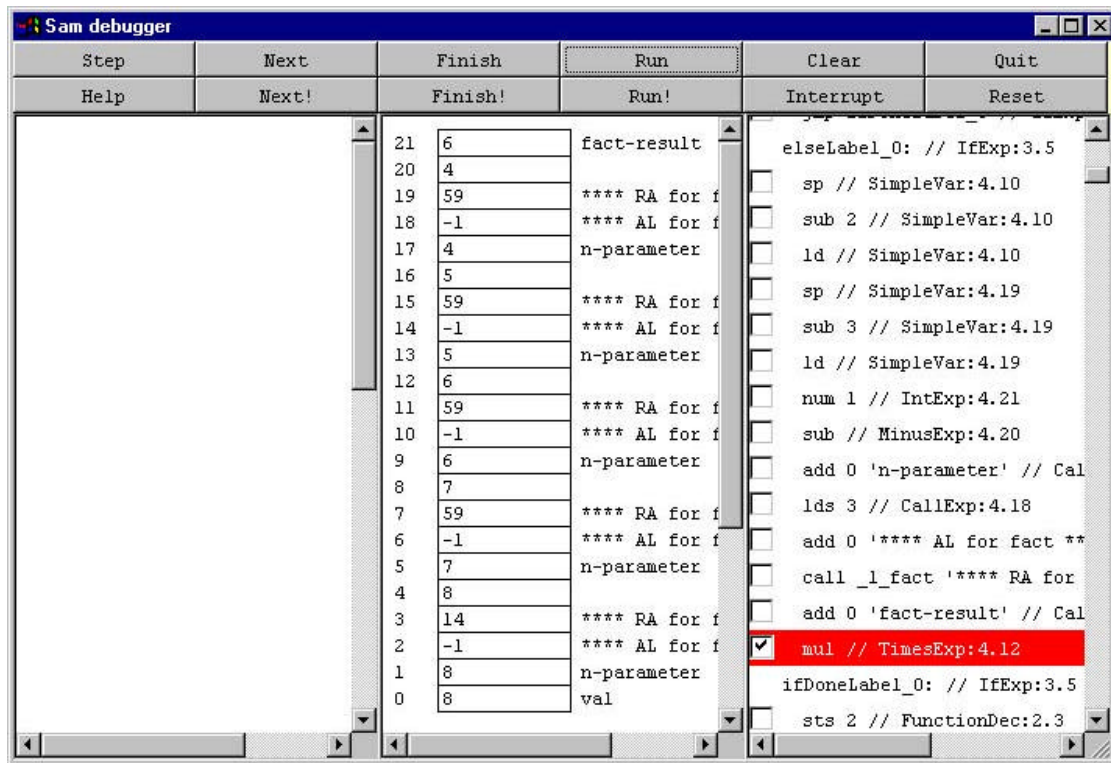 Sam debugger
Step Next Finish Run Clear Quit
Help Next! Finish! Run! Interrupt Reset
21 6 fact-result
20 4
19 59 **** RA for f
18 -1 **** AL for f
17 4 n-parameter
16 5
15 59 **** RA for f
14 -1 **** AL for f
13 5 n-parameter
12 6
11 59 **** RA for f
10 -1 **** AL for f
9 6 n-parameter
8 7
7 59 **** RA for f
6 -1 **** AL for f
5 7 n-parameter
4 8
3 14 **** RA for f
2 -1 **** AL for f
1 8 n-parameter
0 8 val
elseLabel_0: // IfExp:3.5
sp // SimpleVar:4.10
sub 2 // SimpleVar:4.10
ld // SimpleVar:4.10
sp // SimpleVar:4.19
sub 3 // SimpleVar:4.19
ld // SimpleVar:4.19
num 1 // IntExp:4.21
sub // MinusExp:4.20
add 0 'n-parameter' // Cal
lds 3 // CallExp:4.18
add 0 '**** AL for fact **
call _l_fact '**** RA for
add 0 'fact-result' // Cal
mul // TimesExp:4.12
ifDoneLabel_0: // IfExp:3.5
sts 2 // FunctionDec:2.3